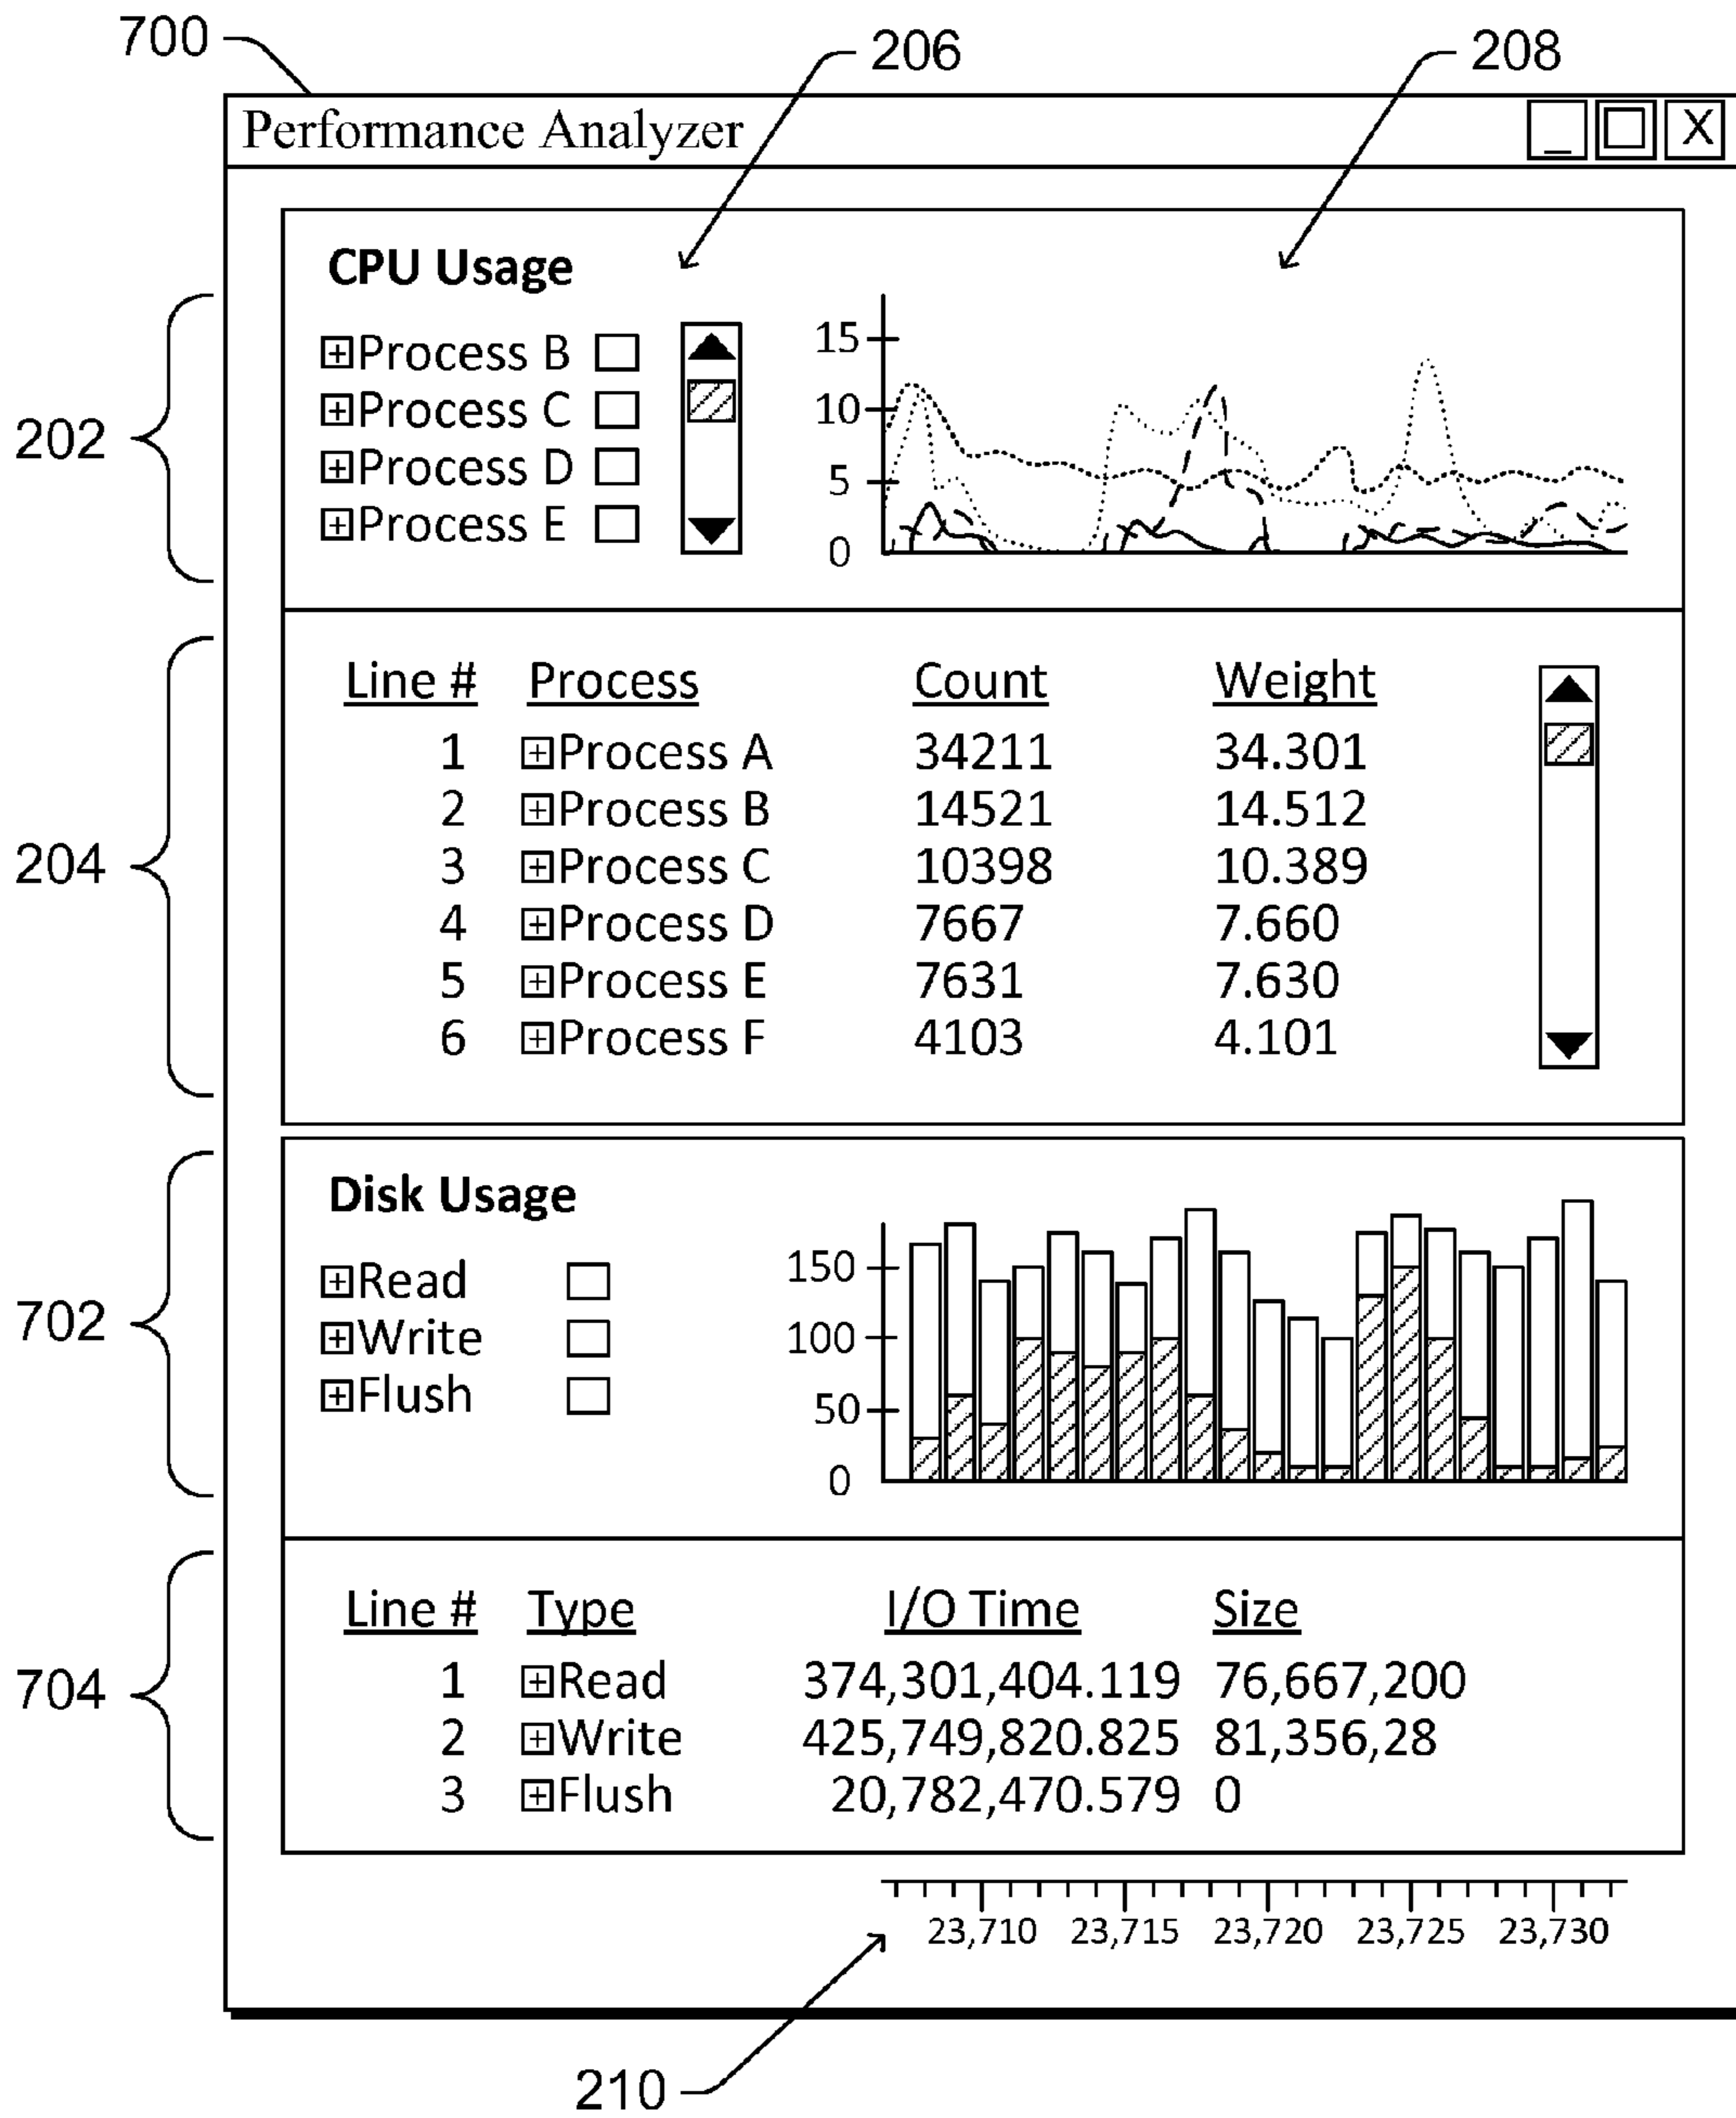 700
206
208
Performance Analyzer
X
CPU Usage
Process B
Process C
Process D
Process E
15
10
5
0
202
Line # Process Count Weight
1 Process A 34211 34.301
2 Process B 14521 14.512
3 Process C 10398 10.389
4 Process D 7667 7.660
5 Process E 7631 7.630
6 Process F 4103 4.101
204
Disk Usage
Read
Write
Flush
150
100
50
0
702
Line # Type I/O Time Size
1 Read 374,301,404.119 76,667,200
2 Write 425,749,820.825 81,356,28
3 Flush 20,782,470.579 0
704
23,710 23,715 23,720 23,725 23,730
210